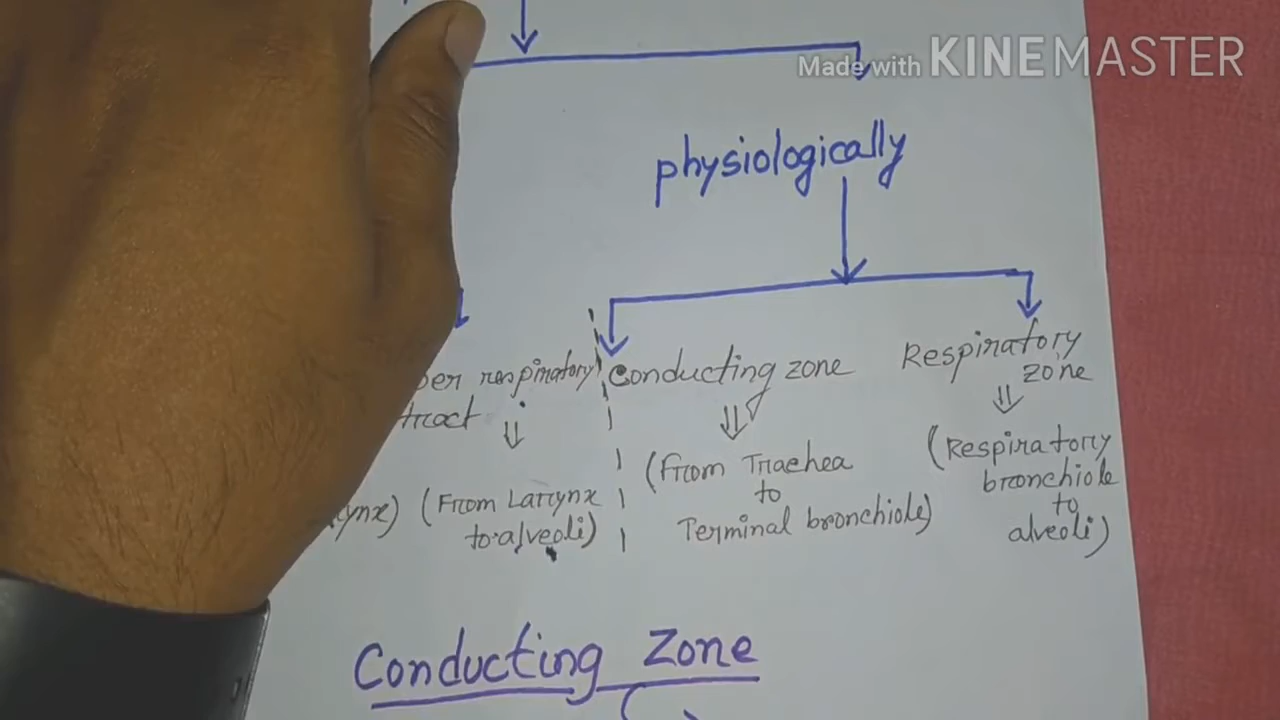 Made with KINEMASTER
physiologically
respiratory
tract
Conducting zone
Respiratory
zone
(From Larynx
to alveoli)
(From Trachea
to
Terminal bronchiole)
(Respiratory
bronchiole
to
alveoli)
Conducting Zone